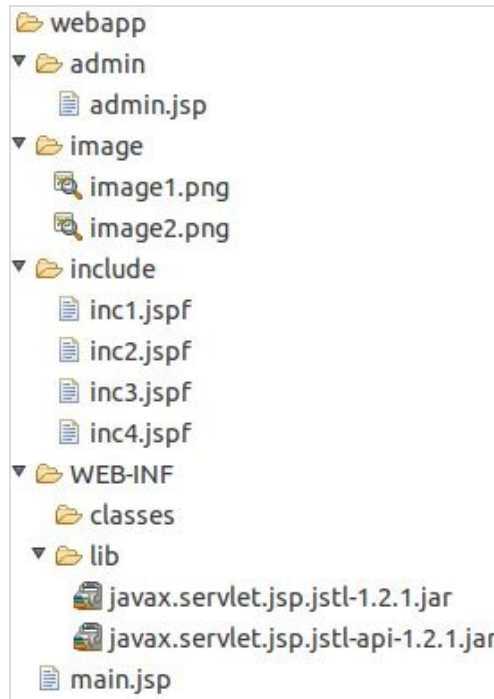 webapp
admin
admin.jsp
image
image1.png
image2.png
include
inc1.jspf
inc2.jspf
inc3.jspf
inc4.jspf
WEB-INF
classes
lib
javax.servlet.jsp.jstl-1.2.1.jar
javax.servlet.jsp.jstl-api-1.2.1.jar
main.jsp